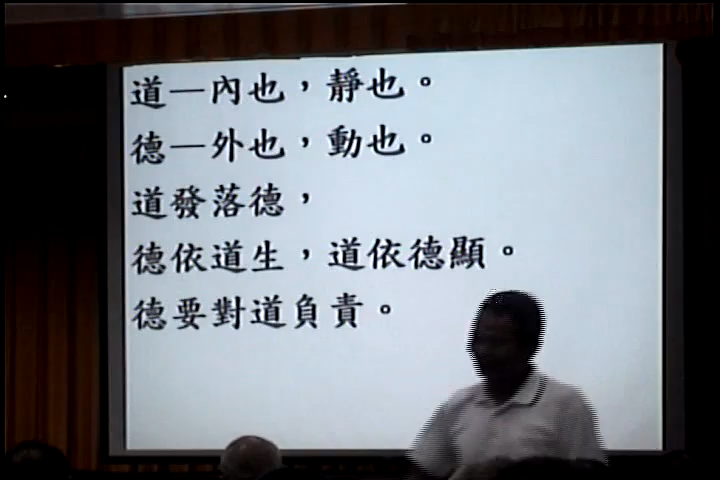 道—內也，靜也。
德—外也，動也。
道發落德，
德依道生，道依德顯。
德要對道負責。